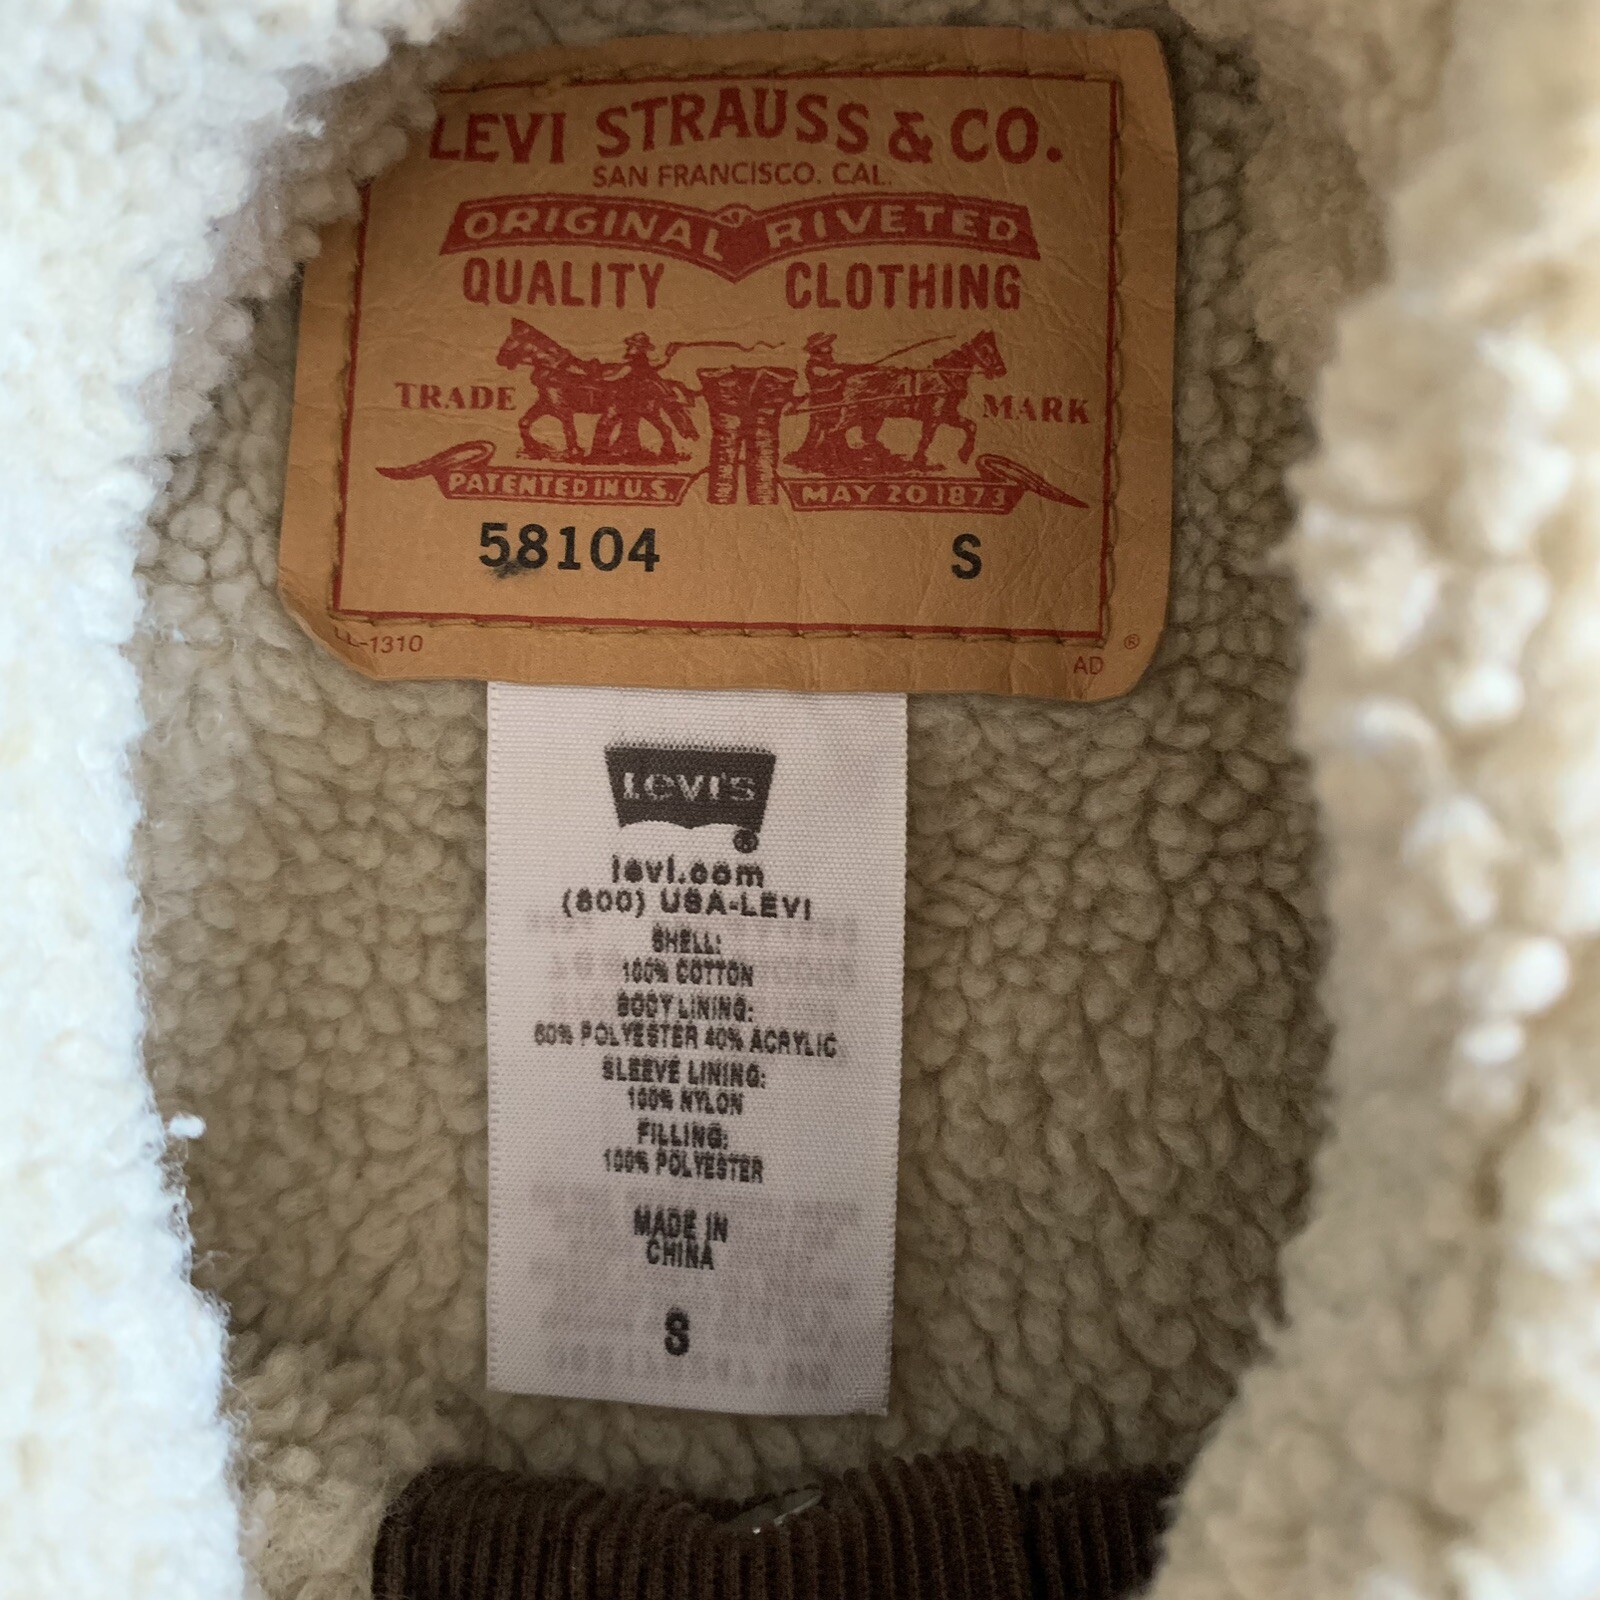 LEVI STRAUSS & CO.
SAN FRANCISCO. CAL.
ORIGINAL RIVETED
QUALITY CLOTHING
TRADE MARK
PATENTED IN U.S. MAY 20 1873
58104 S
LL-1310 AD ®
Levi's
®
levi.com
(800) USA-LEVI
SHELL:
100% COTTON
BODY LINING:
60% POLYESTER 40% ACRYLIC
SLEEVE LINING:
100% NYLON
FILLING:
100% POLYESTER
MADE IN
CHINA
S